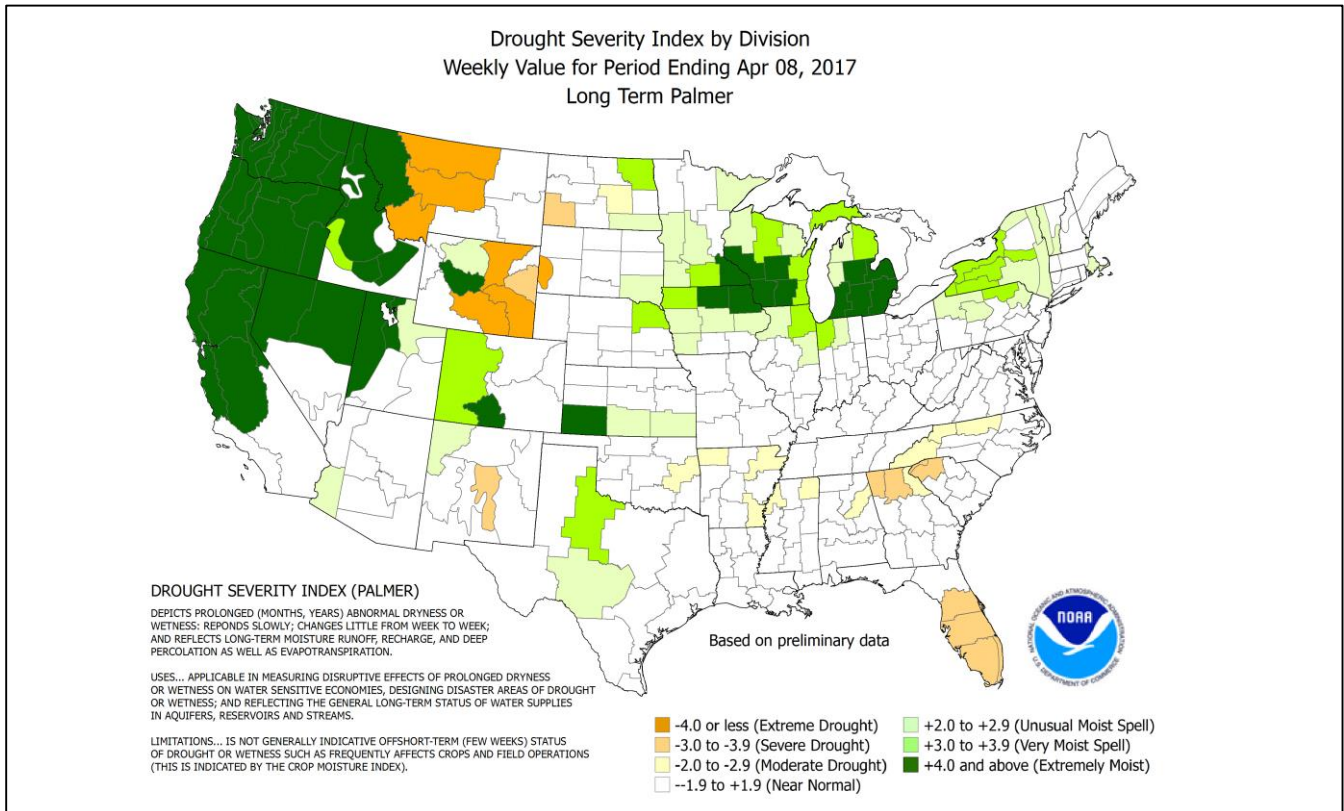 Drought Severity Index by Division
Weekly Value for Period Ending Apr 08, 2017
Long Term Palmer
DROUGHT SEVERITY INDEX (PALMER)
DEPICTS PROLONGED (MONTHS, YEARS) ABNORMAL DRYNESS OR
WETNESS: REPONDS SLOWLY; CHANGES LITTLE FROM WEEK TO WEEK;
AND REFLECTS LONG-TERM MOISTURE RUNOFF, RECHARGE, AND DEEP
PERCOLATION AS WELL AS EVAPOTRANSPIRATION.
USES... APPLICABLE IN MEASURING DISRUPTIVE EFFECTS OF PROLONGED DRYNESS
OR WETNESS ON WATER SENSITIVE ECONOMIES, DESIGNING DISASTER AREAS OF DROUGHT
OR WETNESS; AND REFLECTING THE GENERAL LONG-TERM STATUS OF WATER SUPPLIES
IN AQUIFERS, RESERVOIRS AND STREAMS.
LIMITATIONS... IS NOT GENERALLY INDICATIVE OFFSHORT-TERM (FEW WEEKS) STATUS
OF DROUGHT OR WETNESS SUCH AS FREQUENTLY AFFECTS CROPS AND FIELD OPERATIONS
(THIS IS INDICATED BY THE CROP MOISTURE INDEX).
Based on preliminary data
NATIONAL OCEANIC AND ATMOSPHERIC ADMINISTRATION
NOAA
U.S. DEPARTMENT OF COMMERCE
-4.0 or less (Extreme Drought)
-3.0 to -3.9 (Severe Drought)
-2.0 to -2.9 (Moderate Drought)
--1.9 to +1.9 (Near Normal)
+2.0 to +2.9 (Unusual Moist Spell)
+3.0 to +3.9 (Very Moist Spell)
+4.0 and above (Extremely Moist)